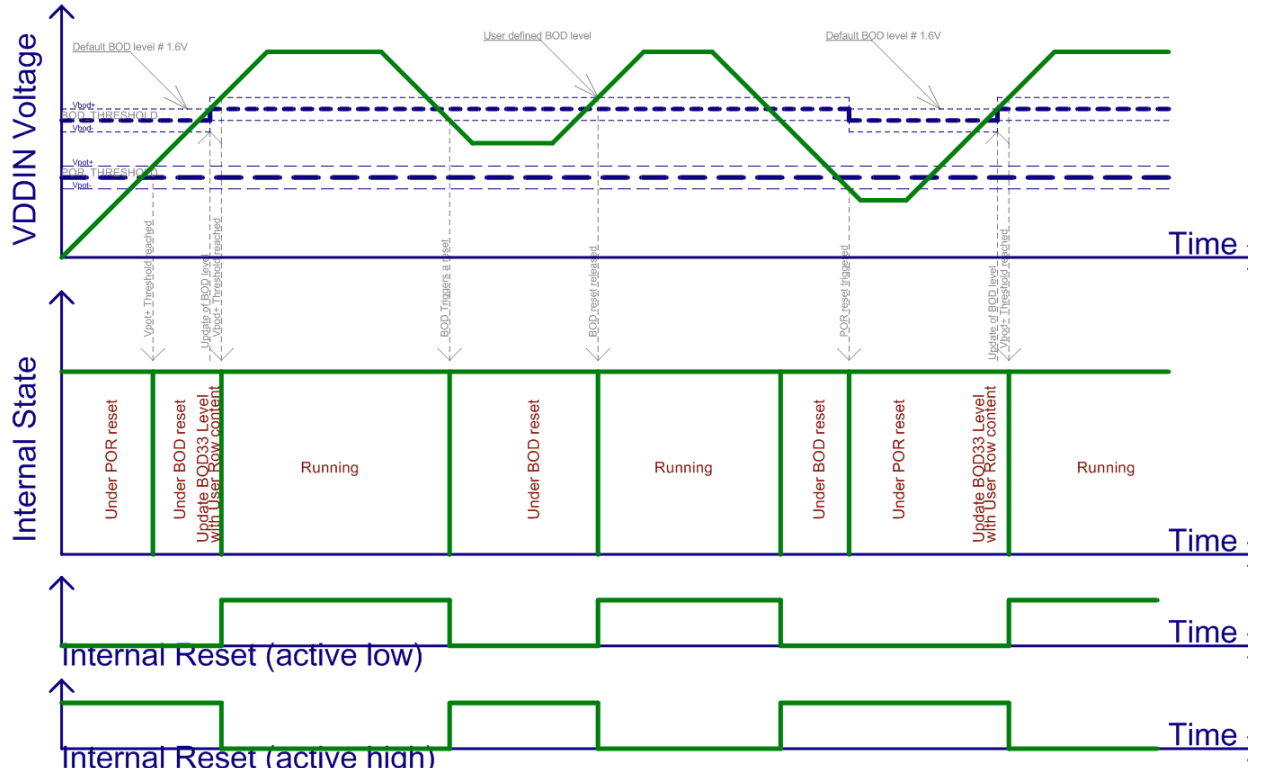 VDDIN Voltage
Default BOD level # 1.6V
User defined BOD level
Default BOD level # 1.6V
Vbod+
BOD THRESHOLD
Vbod-
Vpot+
POR THRESHOLD
Vpot-
Time
Vpot+ Threshold reached
Update of BOD level
Vbod+ Threshold reached
BOD Triggers a reset
BOD reset released
POR reset triggered
Update of BOD level
Vbod+ Threshold reached
Internal State
Under POR reset
Under BOD reset
Update BOD33 Level
with User Row content
Running
Under BOD reset
Running
Under BOD reset
Under POR reset
Update BOD33 Level
with User Row content
Running
Time
Time
Internal Reset (active low)
Time
Internal Reset (active high)